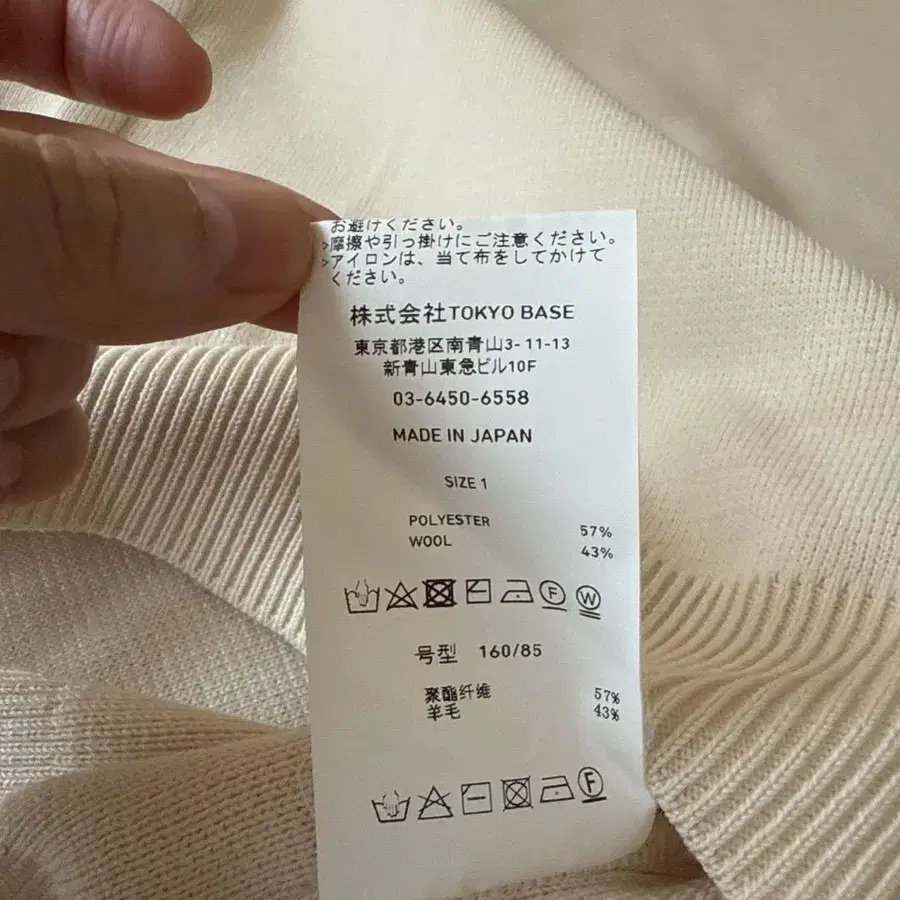 お避けください。
▷摩擦や引っ掛けにご注意ください。
▷アイロンは、当て布をしてかけて
ください。
株式会社TOKYO BASE
東京都港区南青山3-11-13
新青山東急ビル10F
03-6450-6558
MADE IN JAPAN
SIZE 1
POLYESTER 57%
WOOL 43%
F W
号型 160/85
聚酯纤维 57%
羊毛 43%
F